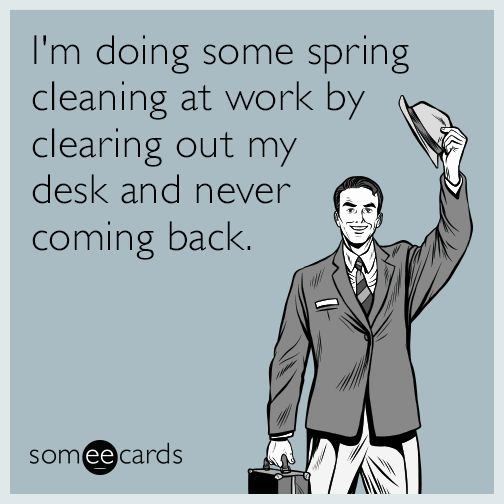 I'm doing some spring
cleaning at work by
clearing out my
desk and never
coming back.
someecards